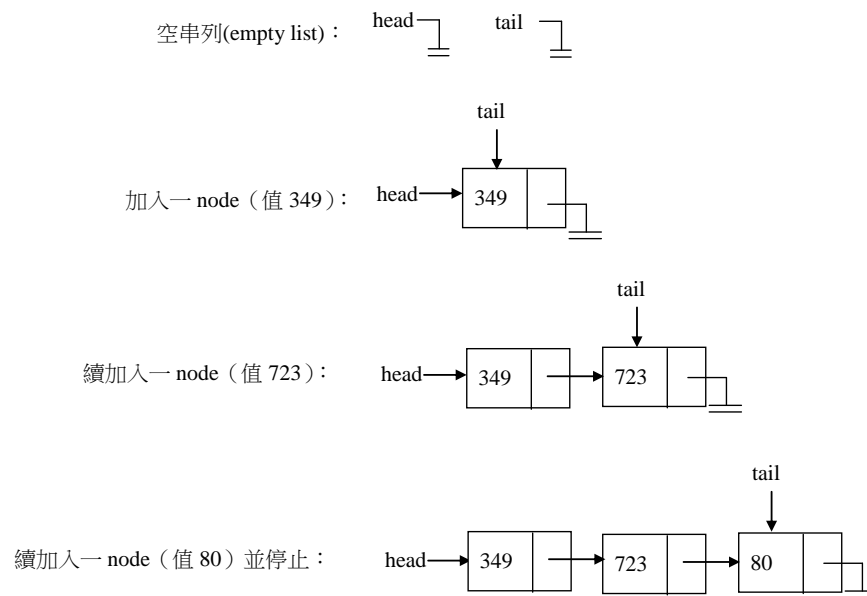 空串列(empty list)： head tail
tail
加入一 node（值 349）： head 349
tail
續加入一 node（值 723）： head 349 723
tail
續加入一 node（值 80）並停止： head 349 723 80